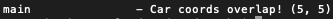 main          – Car coords overlap! (5, 5)